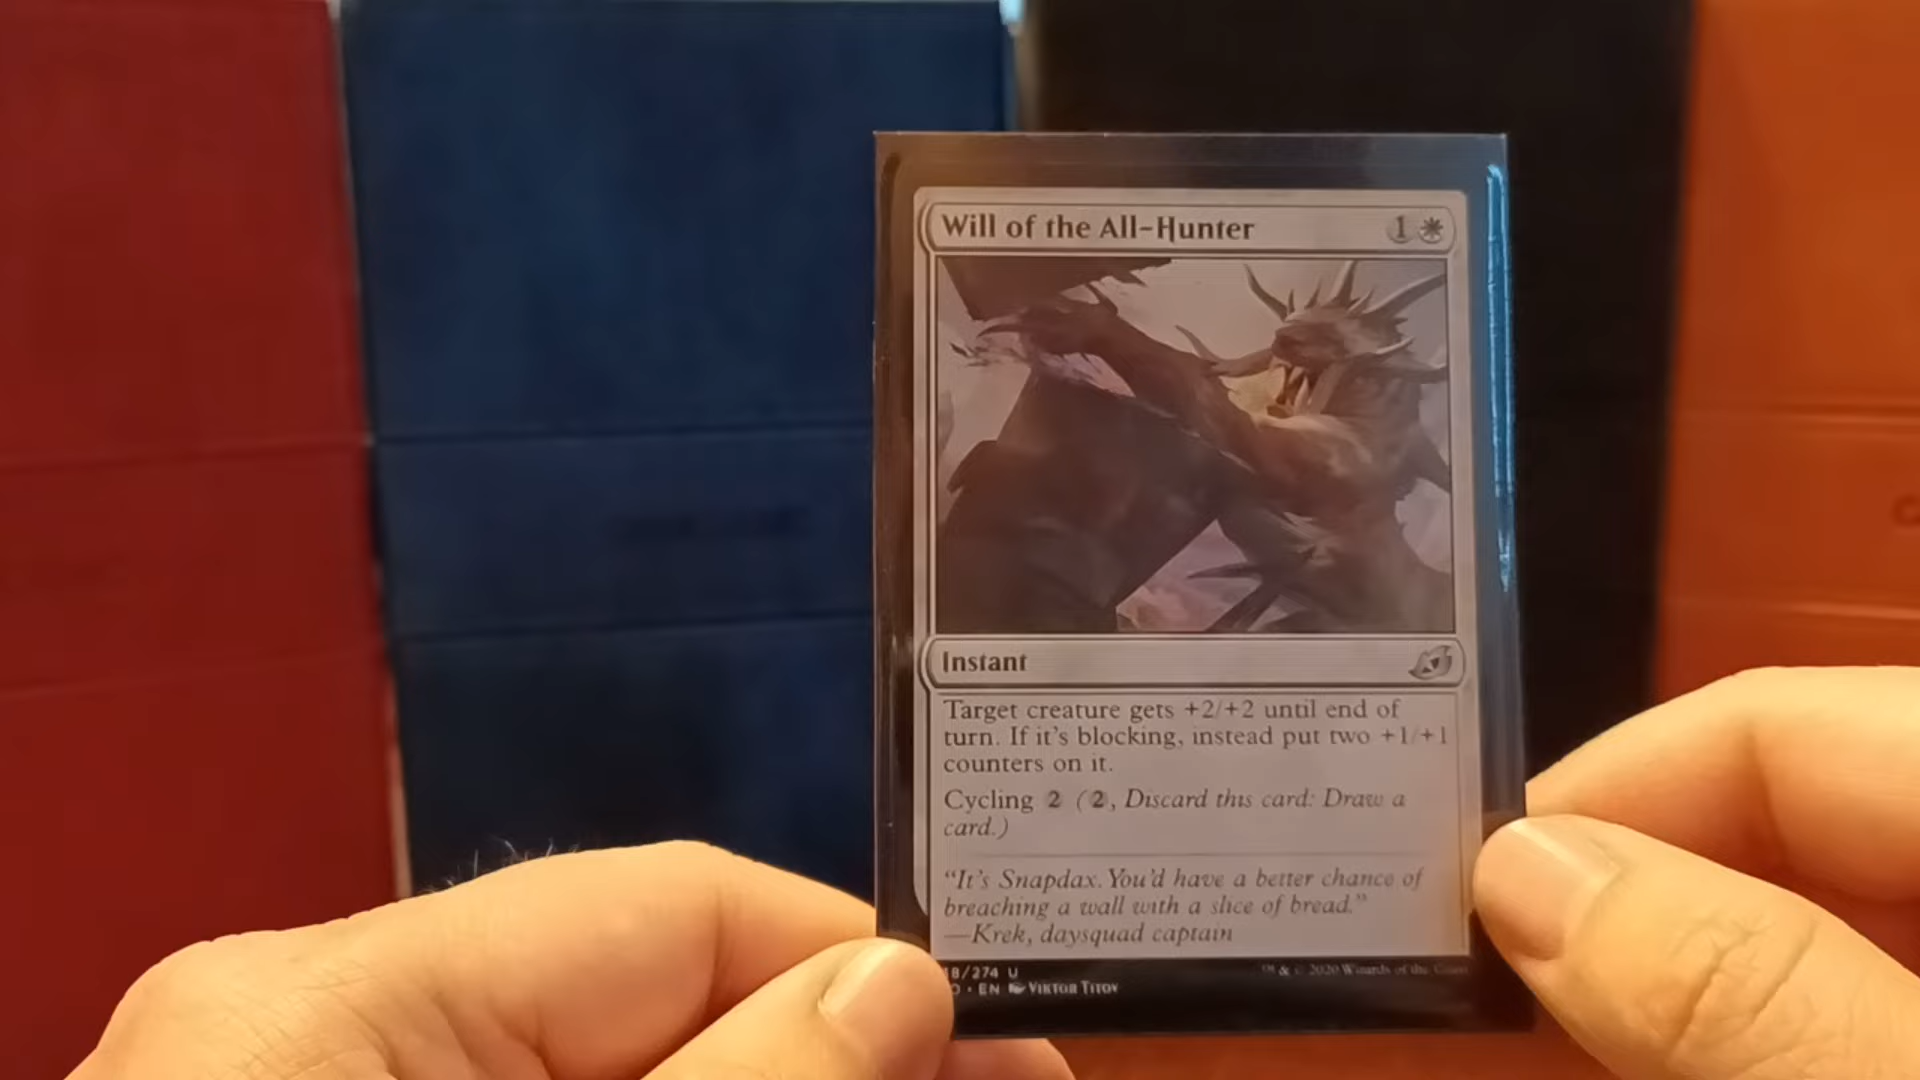 Will of the All-Hunter 1
Instant
Target creature gets +2/+2 until end of
turn. If it's blocking, instead put two +1/+1
counters on it.
Cycling 2 (2, Discard this card: Draw a
card.)
"It's Snapdax. You'd have a better chance of
breaching a wall with a slice of bread."
—Krek, daysquad captain
8/274 U
™ & © 2020 Wizards of the Coast
O • EN Viktor Titov